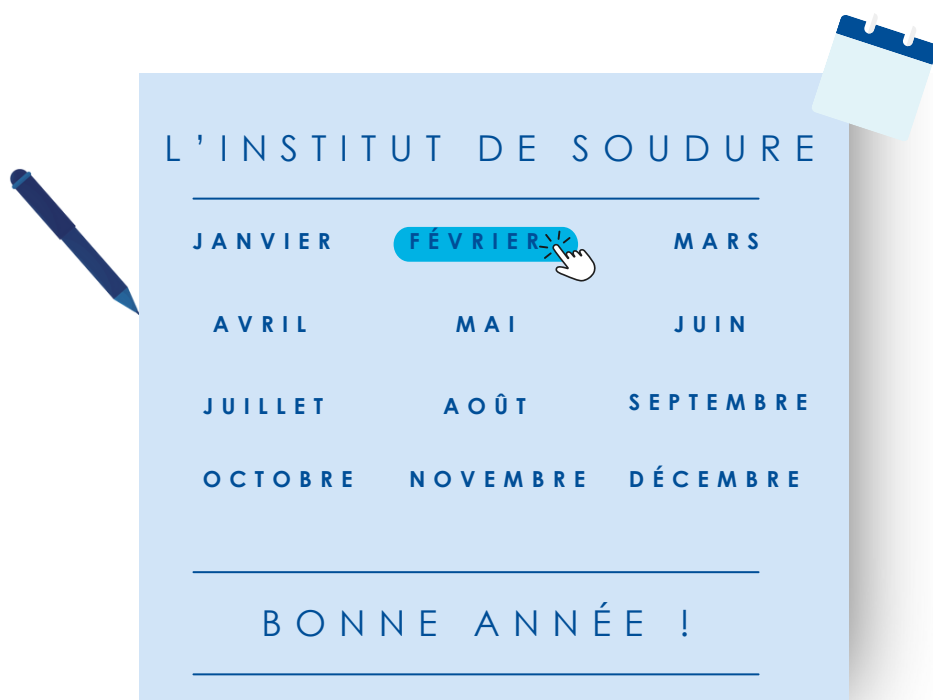 L'INSTITUT DE SOUDURE
JANVIER FÉVRIER MARS
AVRIL MAI JUIN
JUILLET AOÛT SEPTEMBRE
OCTOBRE NOVEMBRE DÉCEMBRE
BONNE ANNÉE !